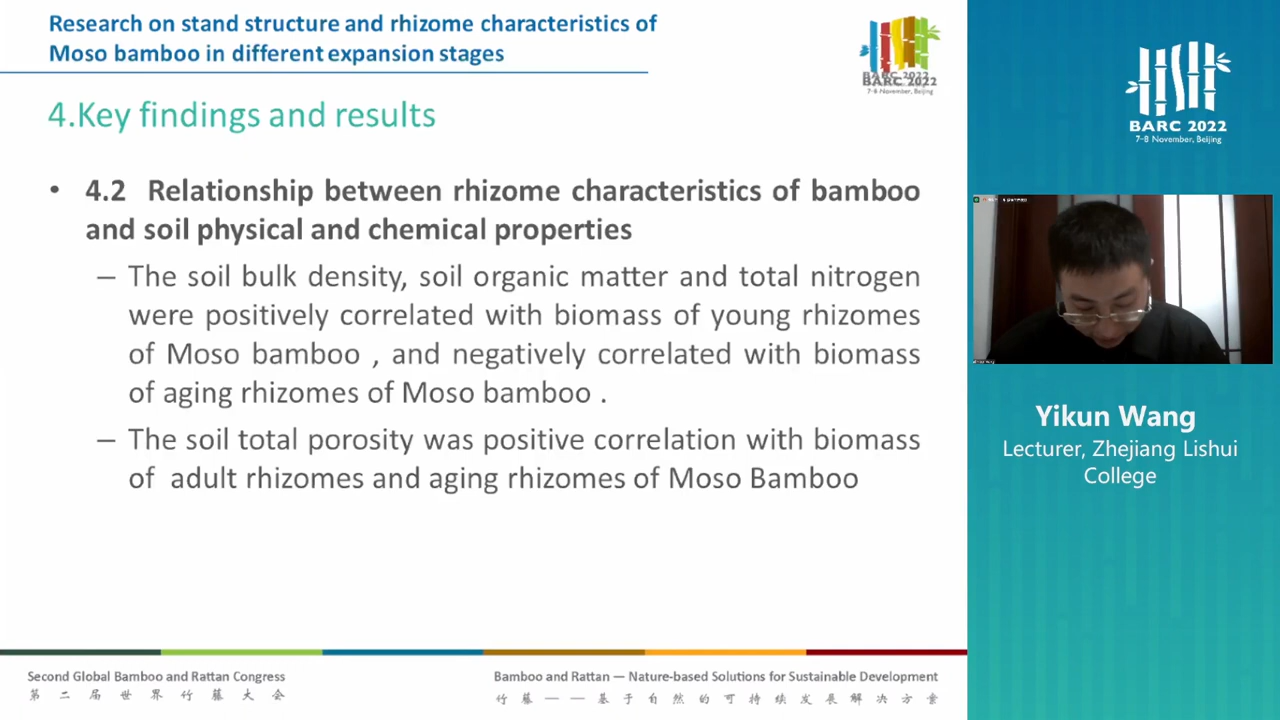 Research on stand structure and rhizome characteristics of
Moso bamboo in different expansion stages
BARC 2022
7-8 November, Beijing
4.Key findings and results
• 4.2 Relationship between rhizome characteristics of bamboo
and soil physical and chemical properties
– The soil bulk density, soil organic matter and total nitrogen
were positively correlated with biomass of young rhizomes
of Moso bamboo , and negatively correlated with biomass
of aging rhizomes of Moso bamboo .
– The soil total porosity was positive correlation with biomass
of adult rhizomes and aging rhizomes of Moso Bamboo
Second Global Bamboo and Rattan Congress
第二届世界竹藤大会
Bamboo and Rattan — Nature-based Solutions for Sustainable Development
竹藤——基于自然的可持续发展解决方案
BARC 2022
7-8 November, Beijing
Yikun Wang
Lecturer, Zhejiang Lishui
College